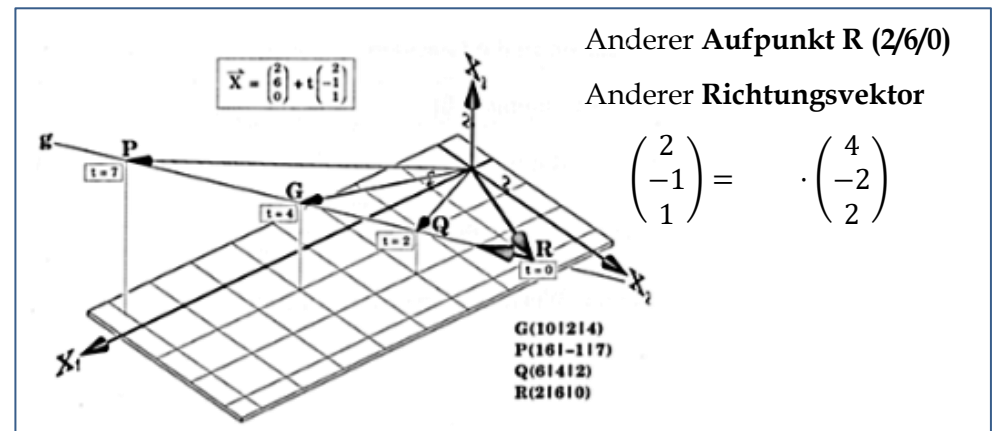 Anderer Aufpunkt R (2/6/0)
Anderer Richtungsvektor
(2 −1 1) = · (4 −2 2)
X⃗ = (2 6 0) + t (2 −1 1)
X₃
2
g
P
t = 7
G
t = 4
2
2
Q
t = 2
R
t = 0
X₂
X₁
G(10|2|4)
P(16|-1|7)
Q(6|4|2)
R(2|6|0)